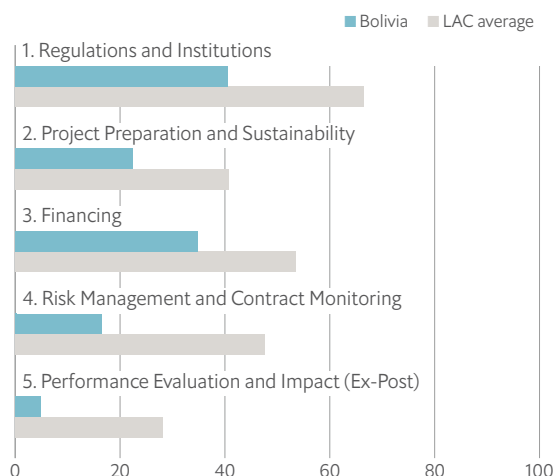 Bolivia LAC average
1. Regulations and Institutions
2. Project Preparation and Sustainability
3. Financing
4. Risk Management and Contract Monitoring
5. Performance Evaluation and Impact (Ex-Post)
0 20 40 60 80 100